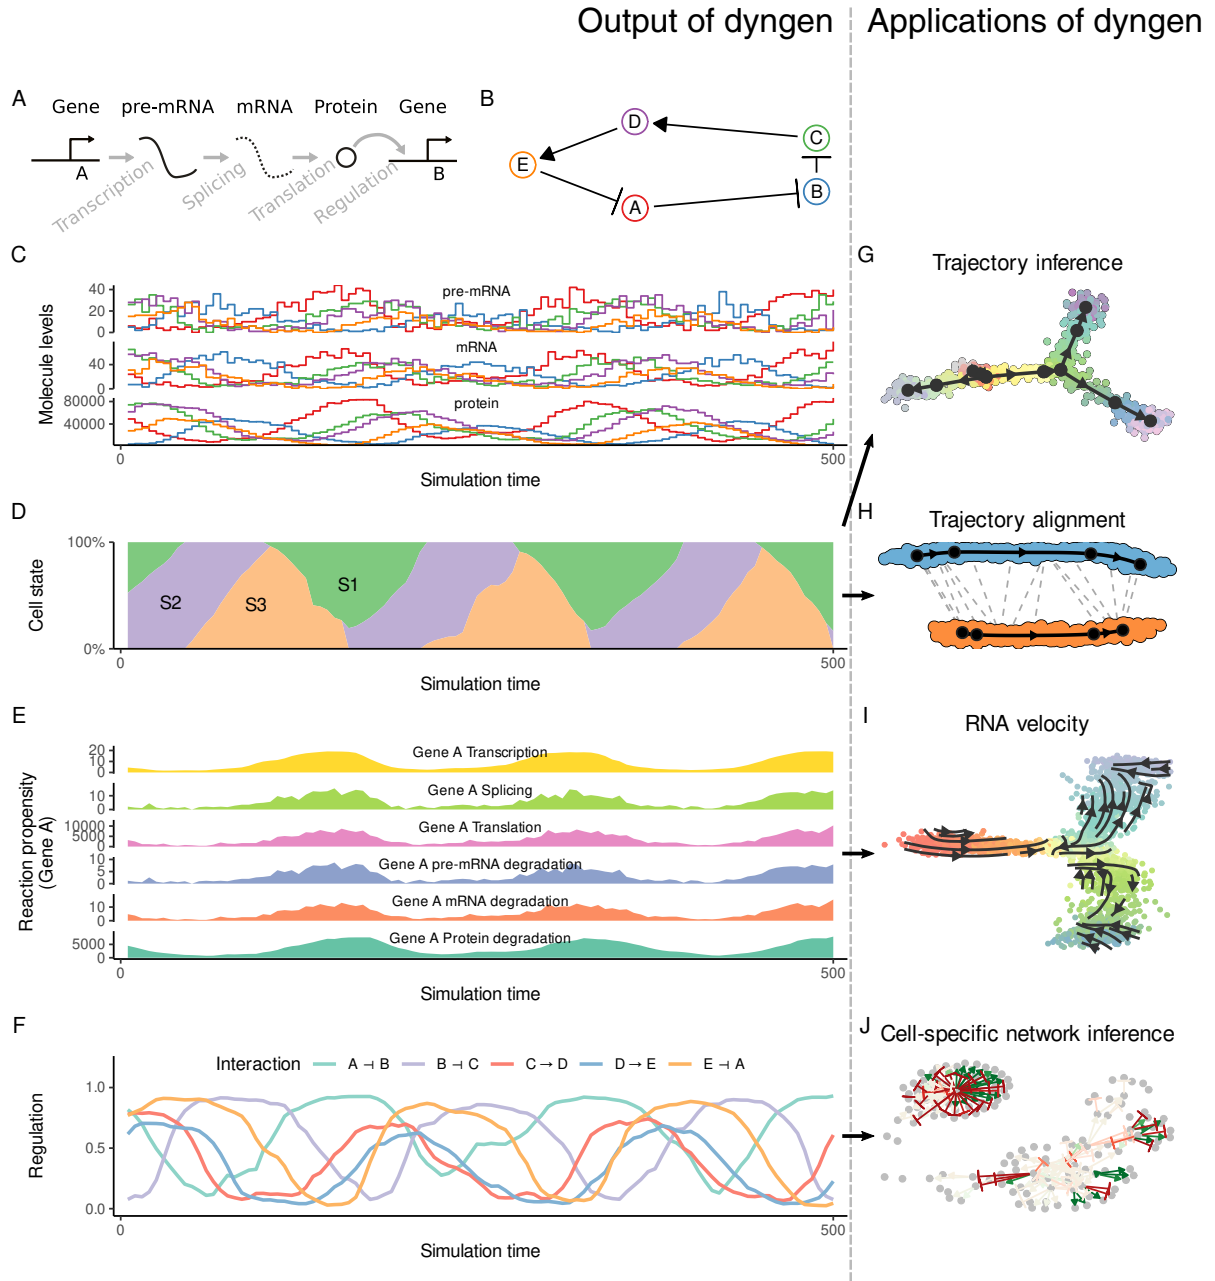 Output of dyngen
Applications of dyngen
A
Gene
pre-mRNA
mRNA
Protein
Gene
A
B
Transcription
Splicing
Translation
Regulation
B
D
C
E
B
A
C
Molecule levels
pre-mRNA
40
20
0
mRNA
40
0
protein
80000
40000
0
500
Simulation time
D
Cell state
100%
0%
S2
S3
S1
0
500
Simulation time
E
Reaction propensity
(Gene A)
Gene A Transcription
20
10
0
Gene A Splicing
10
0
Gene A Translation
10000
5000
0
Gene A pre-mRNA degradation
10
5
0
Gene A mRNA degradation
10
0
Gene A Protein degradation
5000
0
0
500
Simulation time
F
Interaction
A ⊣ B
B ⊣ C
C → D
D → E
E ⊣ A
Regulation
1.0
0.5
0.0
0
500
Simulation time
G
Trajectory inference
H
Trajectory alignment
I
RNA velocity
J
Cell-specific network inference